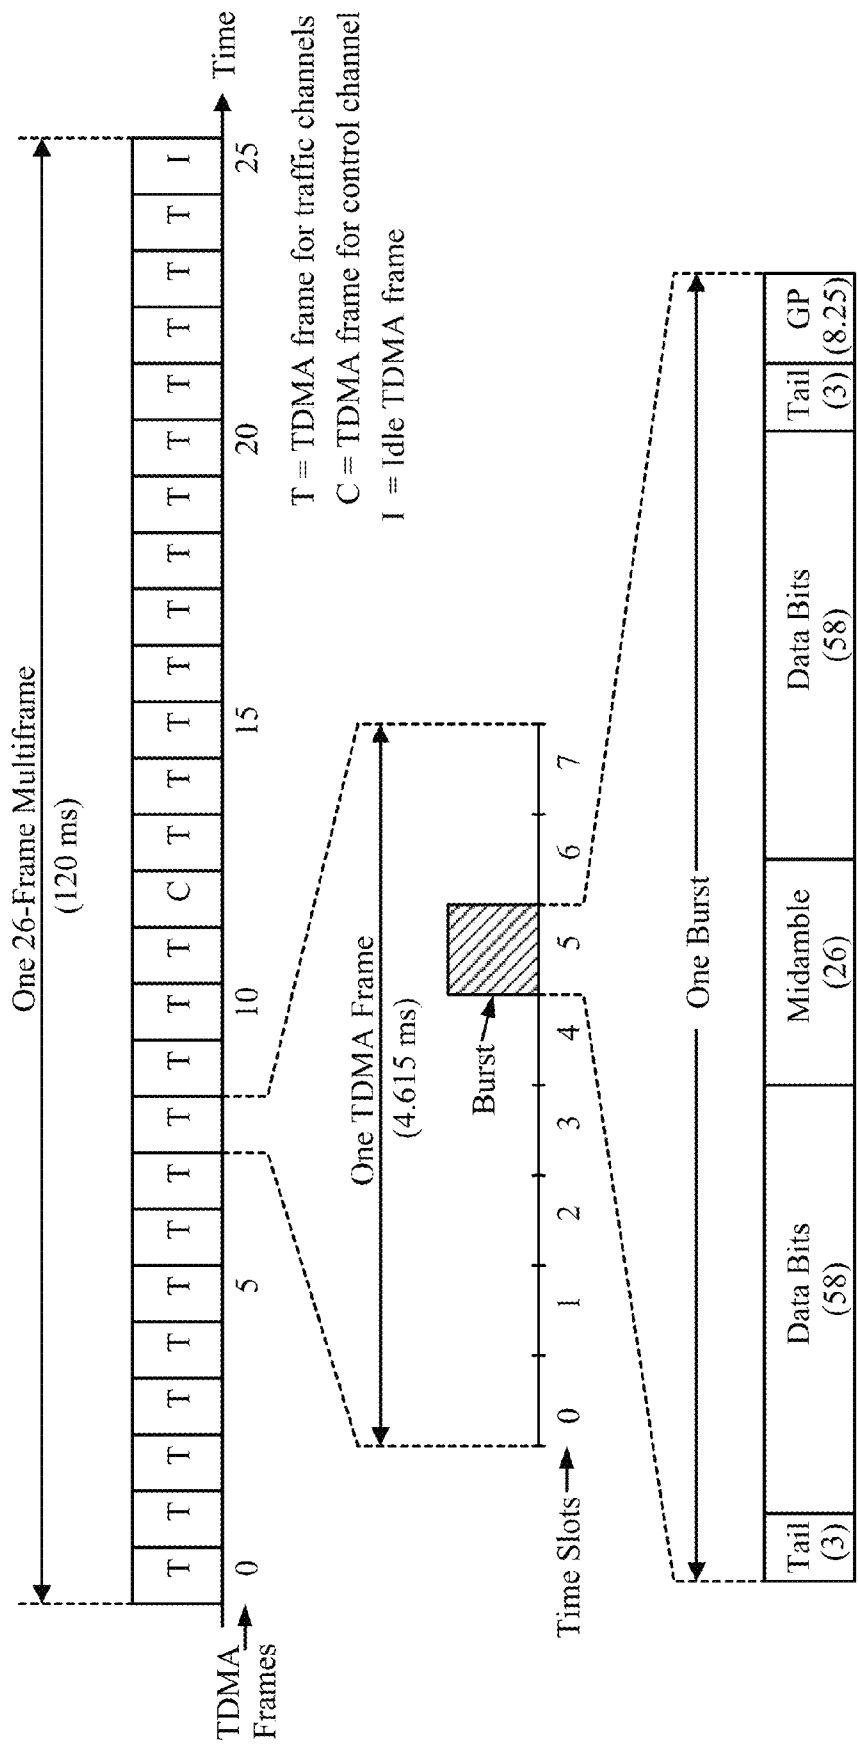 One 26-Frame Multiframe
(120 ms)
T T T T T T T T T T T T C T T T T T T T T T T T T I
TDMA
Frames
0 5 10 15 20 25
Time
T = TDMA frame for traffic channels
C = TDMA frame for control channel
I = Idle TDMA frame
One TDMA Frame
(4.615 ms)
Burst
Time Slots
0 1 2 3 4 5 6 7
One Burst
Tail Data Bits Midamble Data Bits Tail GP
(3) (58) (26) (58) (3) (8.25)